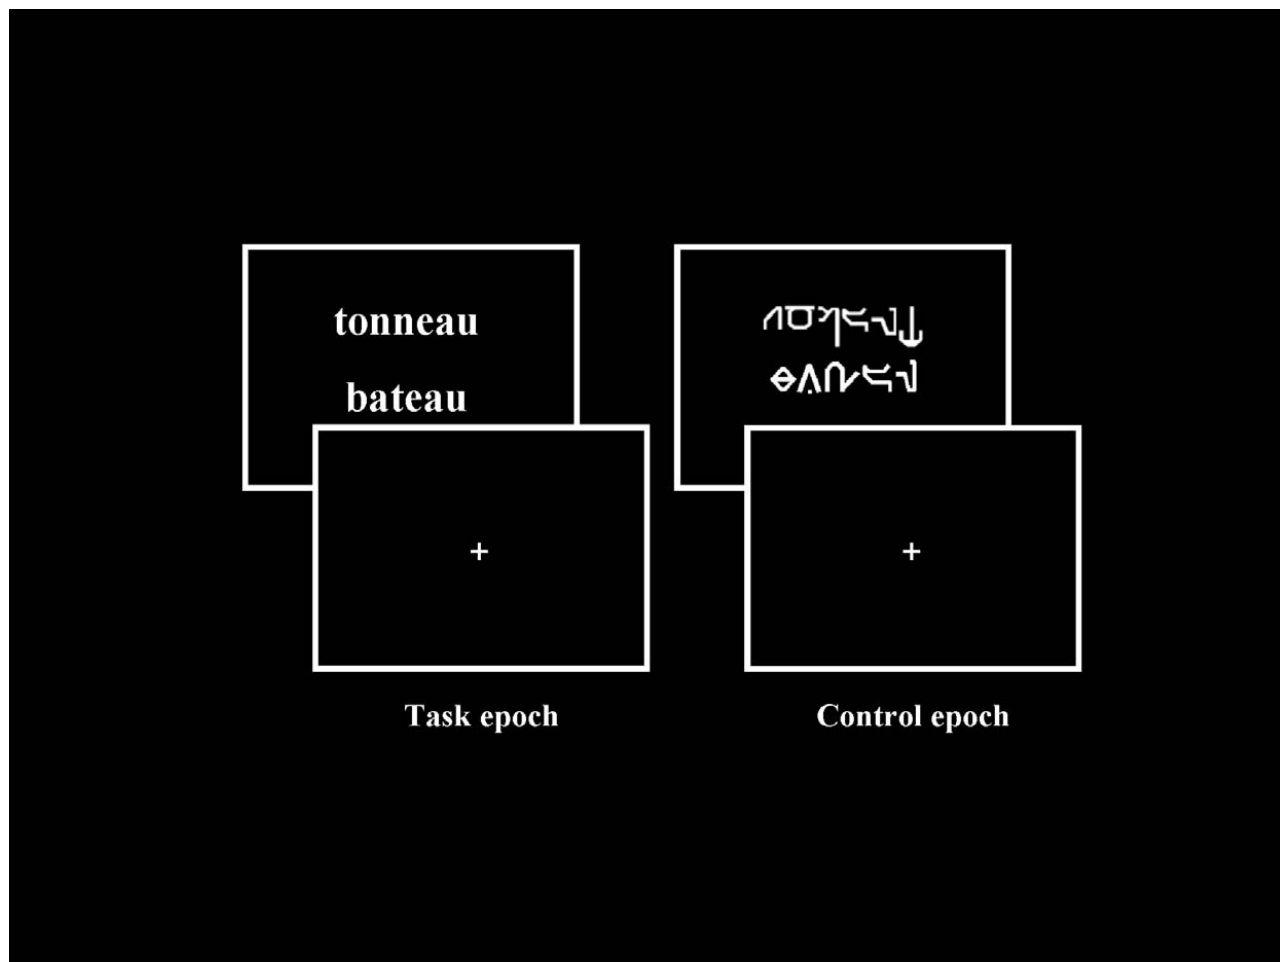 tonneau
bateau
+
+
Task epoch
Control epoch